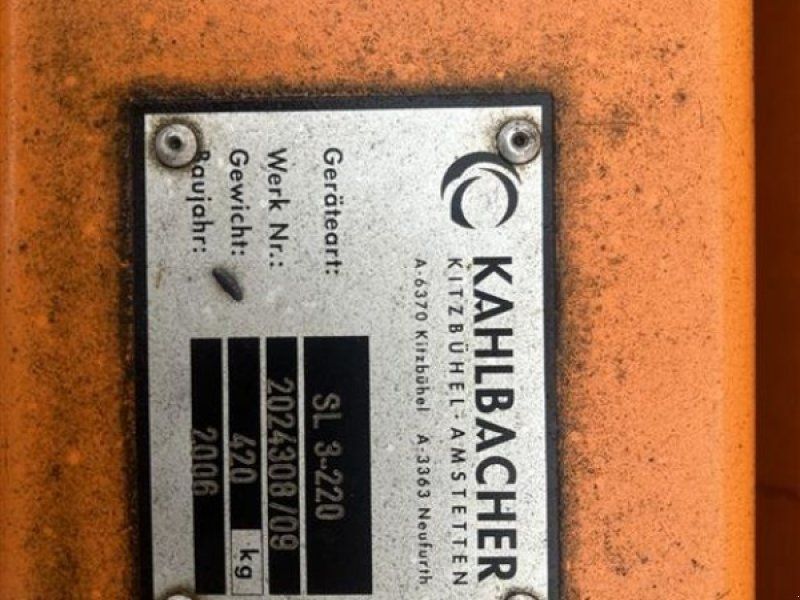 KAHLBACHER
KITZBÜHEL-AMSTETTEN
A-6370 Kitzbühel A-3363 Neufurth
Geräteart: SL 3-220
Werk Nr.: 2024308/09
Gewicht: 420 kg
Baujahr: 2006